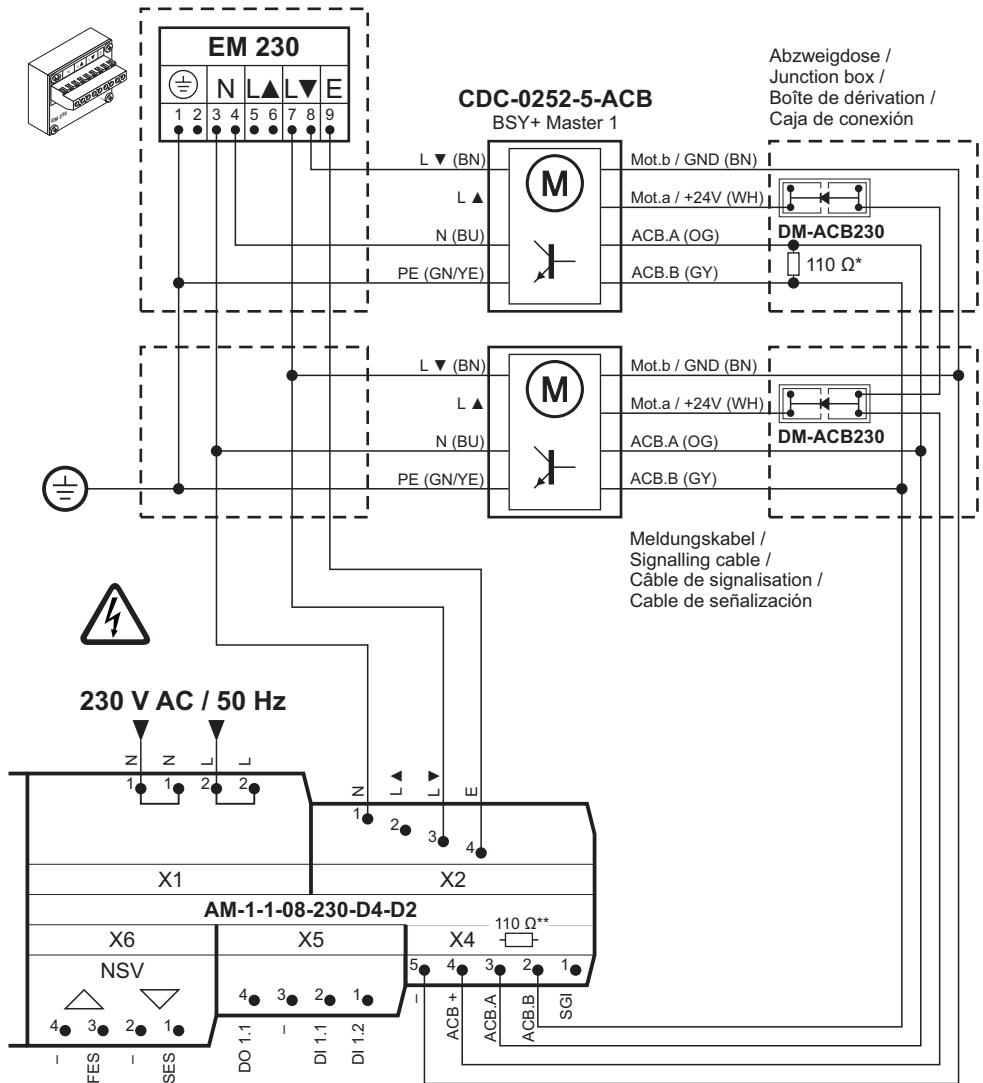 EM 230
N L▲ L▼ E
1 2 3 4 5 6 7 8 9
EM 230
CDC-0252-5-ACB
BSY+ Master 1
Abzweigdose /
Junction box /
Boîte de dérivation /
Caja de conexión
L ▼ (BN)
L ▲
N (BU)
PE (GN/YE)
M
Mot.b / GND (BN)
Mot.a / +24V (WH)
ACB.A (OG)
ACB.B (GY)
DM-ACB230
110 Ω*
L ▼ (BN)
L ▲
N (BU)
PE (GN/YE)
M
Mot.b / GND (BN)
Mot.a / +24V (WH)
ACB.A (OG)
ACB.B (GY)
DM-ACB230
Meldungskabel /
Signalling cable /
Câble de signalisation /
Cable de señalización
230 V AC / 50 Hz
N N L L
1 1 2 2
N L▲ L▼ E
1 2 3 4
X1 X2
AM-1-1-08-230-D4-D2
X6 X5 X4 110 Ω**
NSV
5 4 3 2 1
– ACB + ACB.A ACB.B SGI
4 3 2 1
DO 1.1 – DI 1.1 DI 1.2
4 3 2 1
– FES – SES